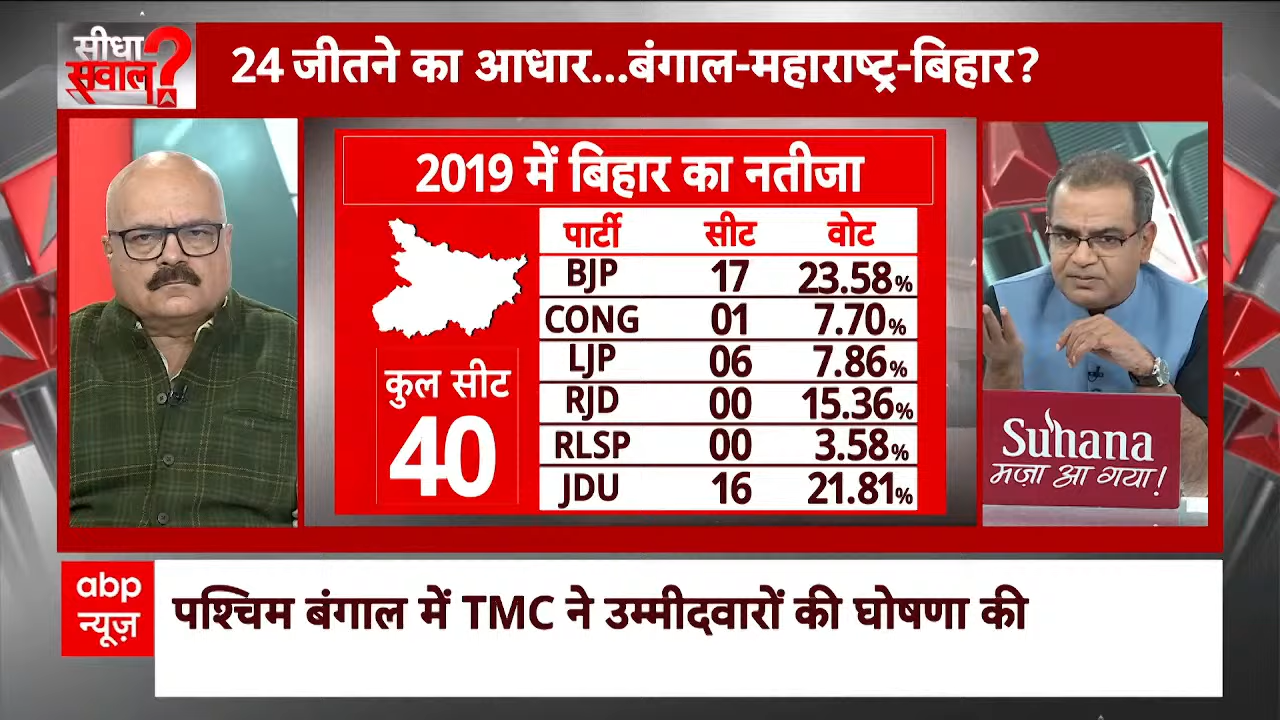 सीधा
सवाल?
24 जीतने का आधार...बंगाल-महाराष्ट्र-बिहार?
2019 में बिहार का नतीजा
पार्टी सीट वोट
BJP 17 23.58%
CONG 01 7.70%
LJP 06 7.86%
RJD 00 15.36%
RLSP 00 3.58%
JDU 16 21.81%
कुल सीट
40
Suhana
मज़ा आ गया!
abp
न्यूज़
पश्चिम बंगाल में TMC ने उम्मीदवारों की घोषणा की